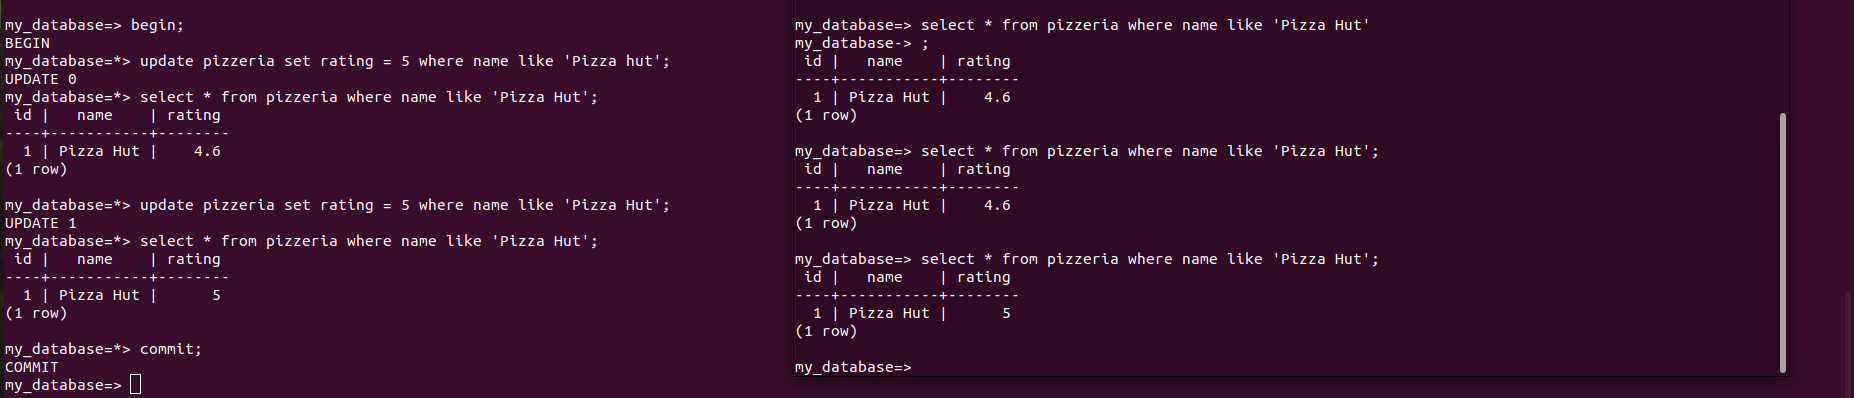 my_database=> begin;
BEGIN
my_database=*> update pizzeria set rating = 5 where name like 'Pizza hut';
UPDATE 0
my_database=*> select * from pizzeria where name like 'Pizza Hut';
 id |   name    | rating
----+-----------+--------
  1 | Pizza Hut |    4.6
(1 row)

my_database=*> update pizzeria set rating = 5 where name like 'Pizza Hut';
UPDATE 1
my_database=*> select * from pizzeria where name like 'Pizza Hut';
 id |   name    | rating
----+-----------+--------
  1 | Pizza Hut |      5
(1 row)

my_database=*> commit;
COMMIT
my_database=>

my_database=> select * from pizzeria where name like 'Pizza Hut'
my_database-> ;
 id |   name    | rating
----+-----------+--------
  1 | Pizza Hut |    4.6
(1 row)

my_database=> select * from pizzeria where name like 'Pizza Hut';
 id |   name    | rating
----+-----------+--------
  1 | Pizza Hut |    4.6
(1 row)

my_database=> select * from pizzeria where name like 'Pizza Hut';
 id |   name    | rating
----+-----------+--------
  1 | Pizza Hut |      5
(1 row)

my_database=>